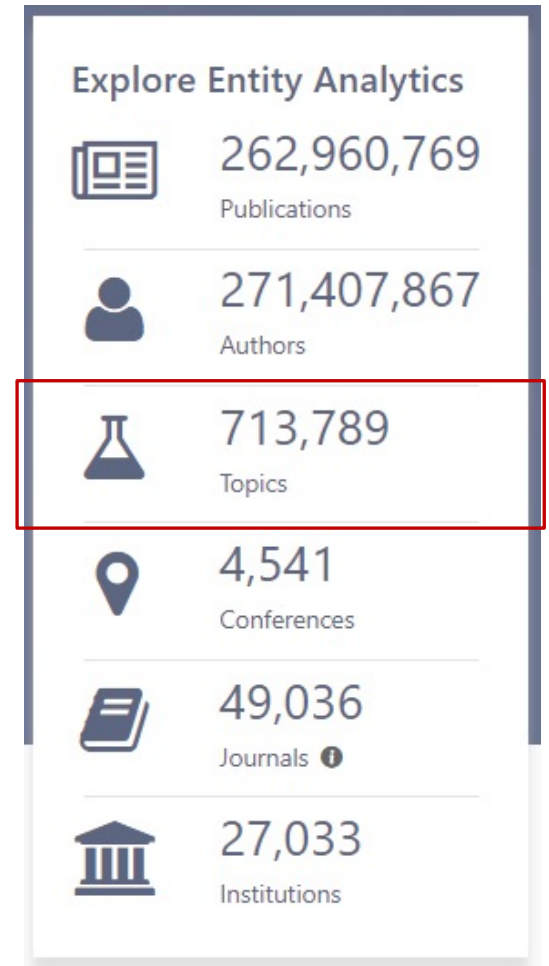 Explore Entity Analytics
262,960,769
Publications
271,407,867
Authors
713,789
Topics
4,541
Conferences
49,036
Journals
27,033
Institutions